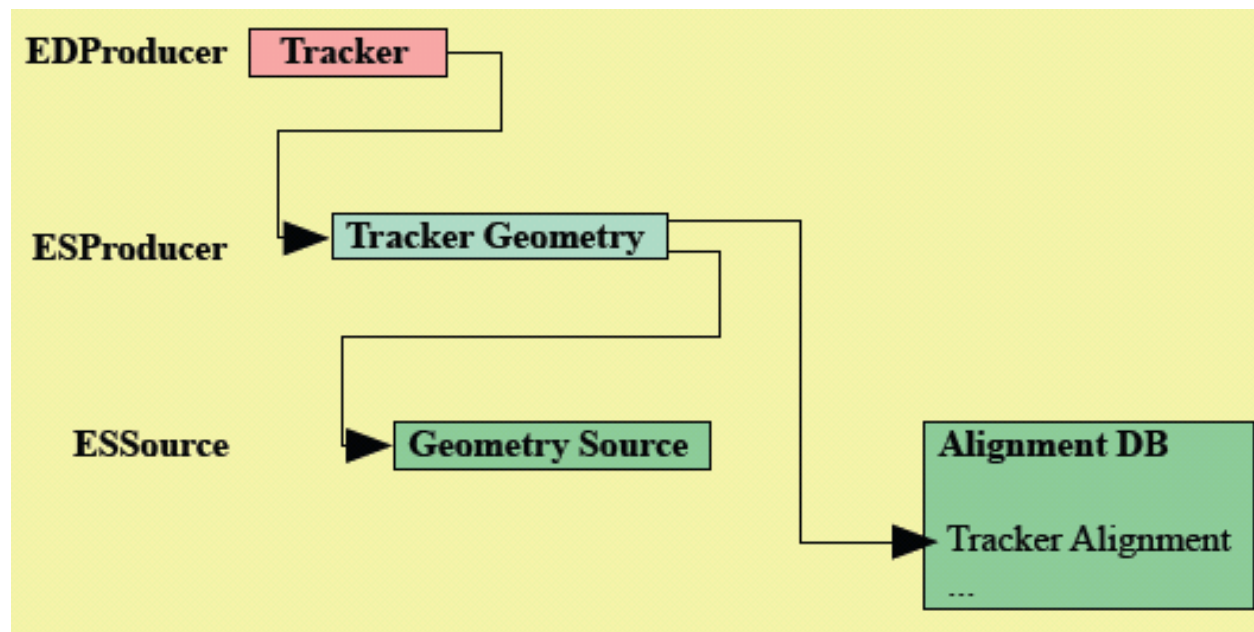 EDProducer Tracker
ESProducer Tracker Geometry
ESSource Geometry Source Alignment DB
Tracker Alignment
...